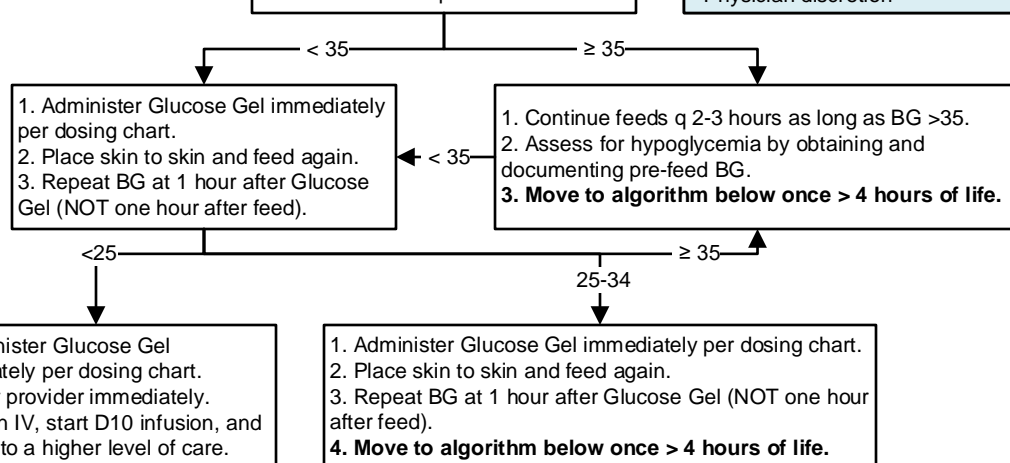 Physician discretion
< 35
≥ 35
1. Administer Glucose Gel immediately
per dosing chart.
2. Place skin to skin and feed again.
3. Repeat BG at 1 hour after Glucose
Gel (NOT one hour after feed).
< 35
1. Continue feeds q 2-3 hours as long as BG >35.
2. Assess for hypoglycemia by obtaining and
documenting pre-feed BG.
3. Move to algorithm below once > 4 hours of life.
<25
≥ 35
25-34
Glucose Gel
per dosing chart.
provider immediately.
IV, start D10 infusion, and
to a higher level of care.
1. Administer Glucose Gel immediately per dosing chart.
2. Place skin to skin and feed again.
3. Repeat BG at 1 hour after Glucose Gel (NOT one hour
after feed).
4. Move to algorithm below once > 4 hours of life.